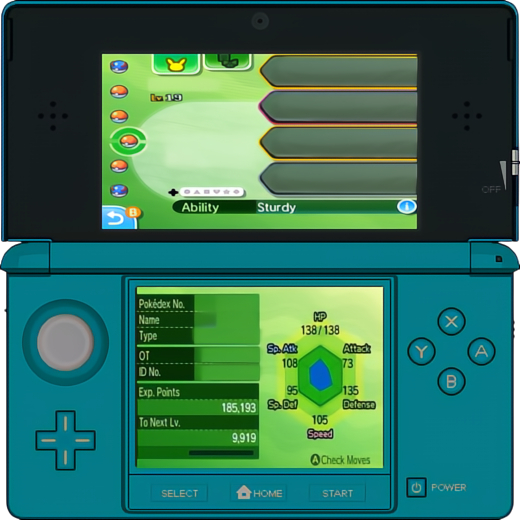 OFF
Lv.19
B
Ability Sturdy
Pokédex No.
Name
Type
OT
ID No.
Exp. Points
185,193
To Next Lv.
9,919
HP
138/138
Sp. Atk
108
Attack
73
95
Sp. Def
135
Defense
105
Speed
A Check Moves
X
Y
A
B
SELECT
HOME
START
POWER